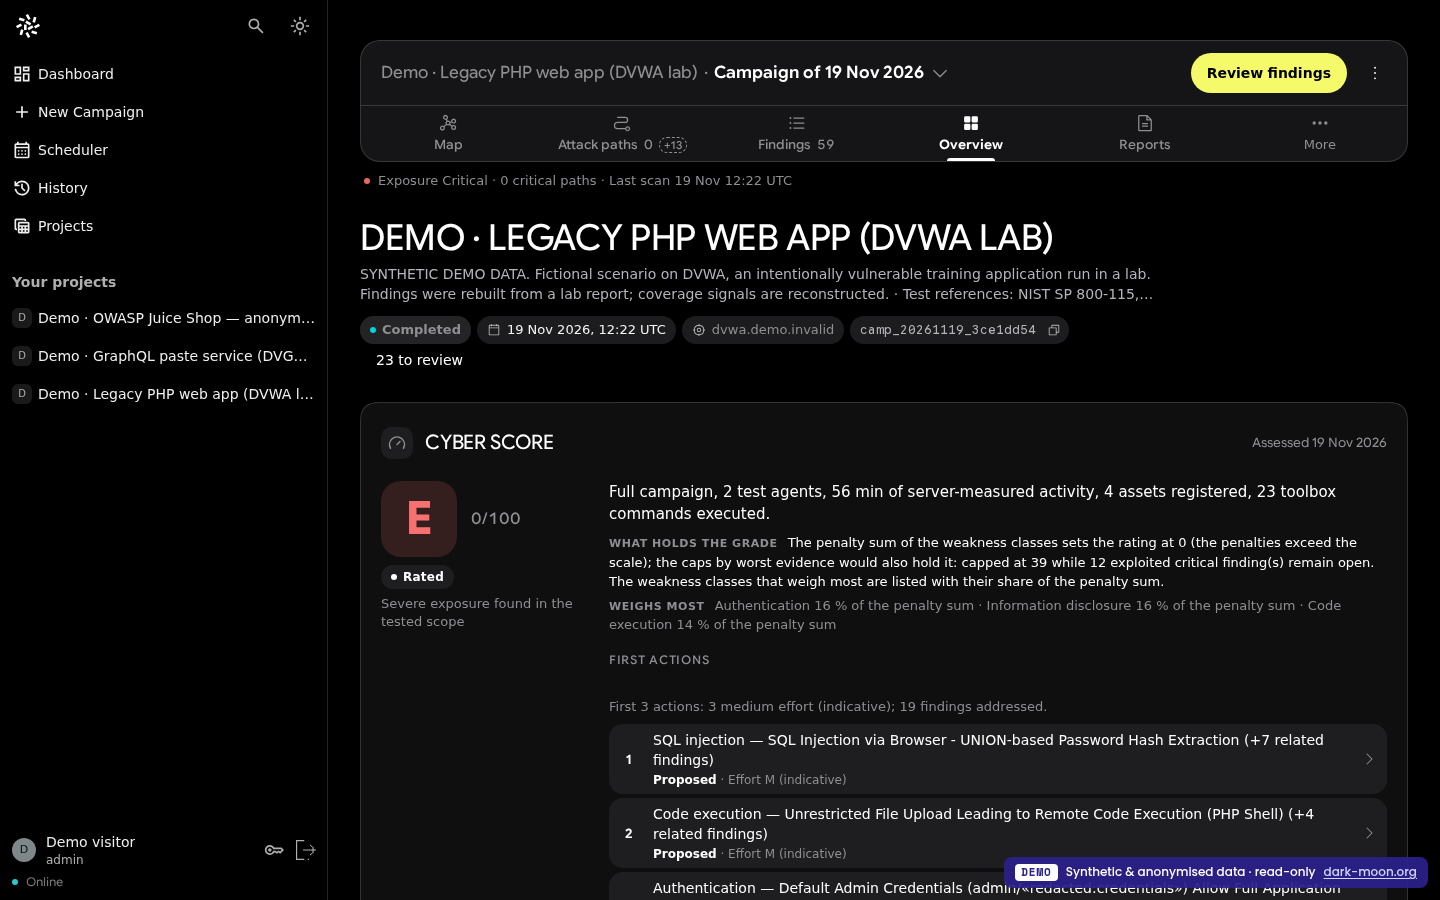 Dashboard
New Campaign
Scheduler
History
Projects
Your projects
D Demo · OWASP Juice Shop — anonym...
D Demo · GraphQL paste service (DVG...
D Demo · Legacy PHP web app (DVWA l...
D Demo visitor
admin
Online
Demo · Legacy PHP web app (DVWA lab) · Campaign of 19 Nov 2026
Review findings
Map
Attack paths 0 +13
Findings 59
Overview
Reports
More
Exposure Critical · 0 critical paths · Last scan 19 Nov 12:22 UTC
DEMO · LEGACY PHP WEB APP (DVWA LAB)
SYNTHETIC DEMO DATA. Fictional scenario on DVWA, an intentionally vulnerable training application run in a lab.
Findings were rebuilt from a lab report; coverage signals are reconstructed. · Test references: NIST SP 800-115,...
Completed
19 Nov 2026, 12:22 UTC
dvwa.demo.invalid
camp_20261119_3ce1dd54
23 to review
CYBER SCORE
Assessed 19 Nov 2026
E
0/100
Rated
Severe exposure found in the
tested scope
Full campaign, 2 test agents, 56 min of server-measured activity, 4 assets registered, 23 toolbox
commands executed.
WHAT HOLDS THE GRADE The penalty sum of the weakness classes sets the rating at 0 (the penalties exceed the
scale); the caps by worst evidence would also hold it: capped at 39 while 12 exploited critical finding(s) remain open.
The weakness classes that weigh most are listed with their share of the penalty sum.
WEIGHS MOST Authentication 16 % of the penalty sum · Information disclosure 16 % of the penalty sum · Code
execution 14 % of the penalty sum
FIRST ACTIONS
First 3 actions: 3 medium effort (indicative); 19 findings addressed.
1 SQL injection — SQL Injection via Browser - UNION-based Password Hash Extraction (+7 related
findings)
Proposed · Effort M (indicative)
2 Code execution — Unrestricted File Upload Leading to Remote Code Execution (PHP Shell) (+4
related findings)
Proposed · Effort M (indicative)
Authentication — Default Admin Credentials (admin/«redacted:credentials») Allow Full Application
DEMO Synthetic & anonymised data · read-only dark-moon.org